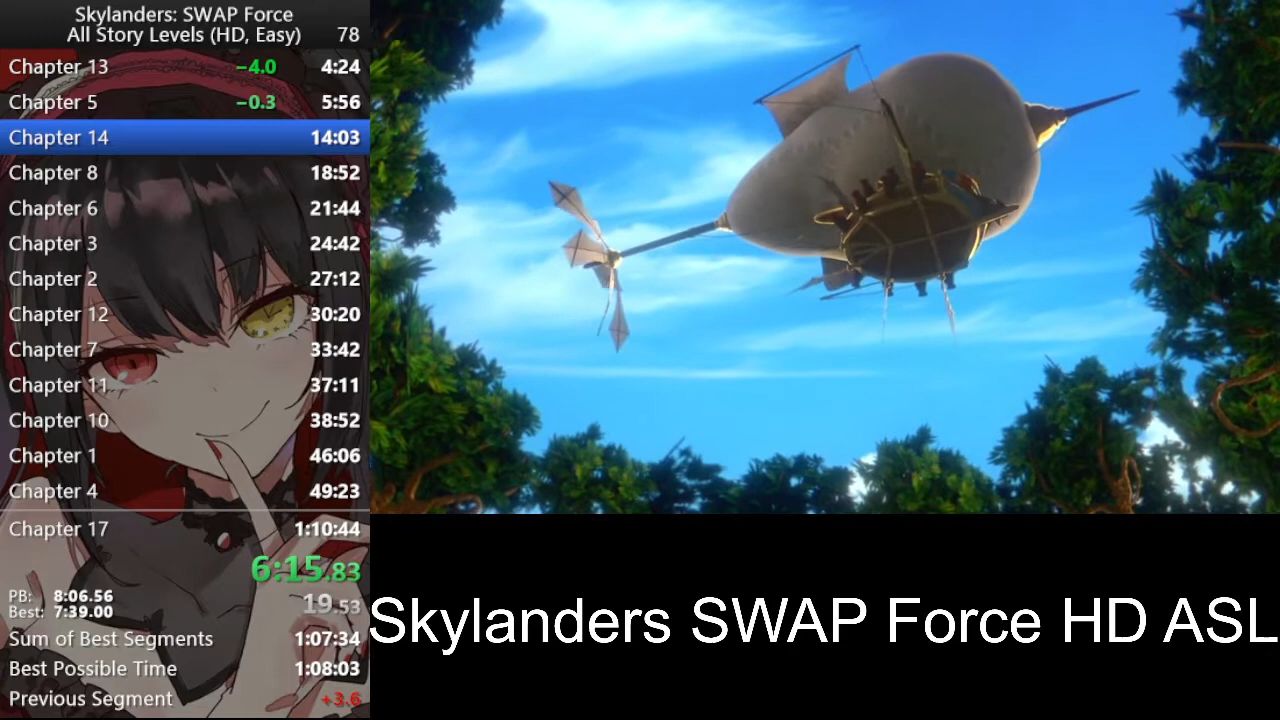 Skylanders: SWAP Force
All Story Levels (HD, Easy) 78
Chapter 13 −4.0 4:24
Chapter 5 −0.3 5:56
Chapter 14 14:03
Chapter 8 18:52
Chapter 6 21:44
Chapter 3 24:42
Chapter 2 27:12
Chapter 12 30:20
Chapter 7 33:42
Chapter 11 37:11
Chapter 10 38:52
Chapter 1 46:06
Chapter 4 49:23
Chapter 17 1:10:44
6:15.83
PB: 8:06.56
Best: 7:39.00
19.53
Sum of Best Segments 1:07:34
Best Possible Time 1:08:03
Previous Segment +3.6
Skylanders SWAP Force HD ASL